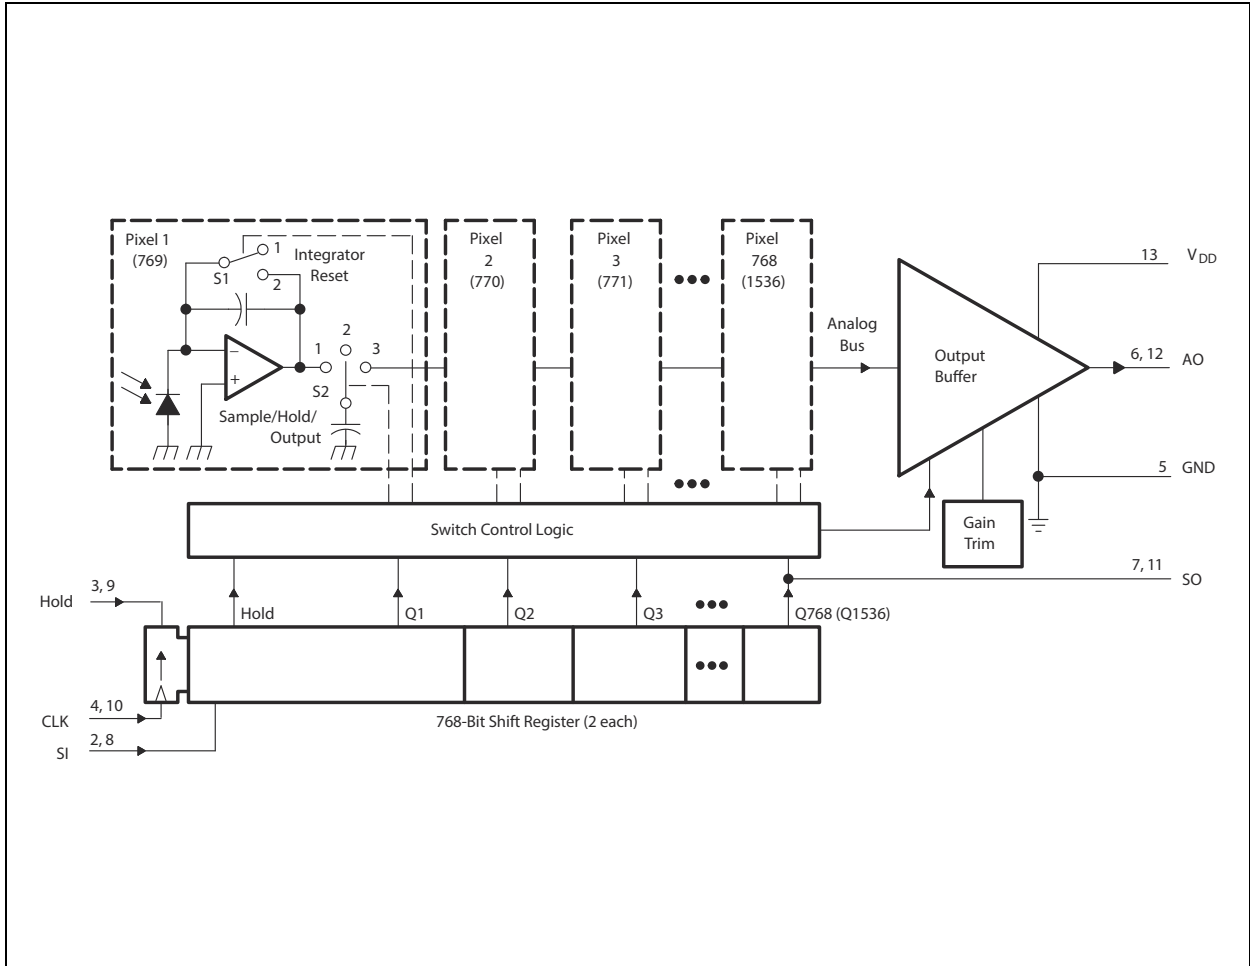 Pixel 1
(769)
S1
1
2
Integrator
Reset
−
+
1
2
3
S2
Sample/Hold/
Output
Pixel
2
(770)
Pixel
3
(771)
Pixel
768
(1536)
Analog
Bus
Output
Buffer
13
VDD
6, 12
AO
5
GND
Gain
Trim
Switch Control Logic
7, 11
SO
3, 9
Hold
Hold
Q1
Q2
Q3
Q768 (Q1536)
4, 10
CLK
2, 8
SI
768-Bit Shift Register (2 each)